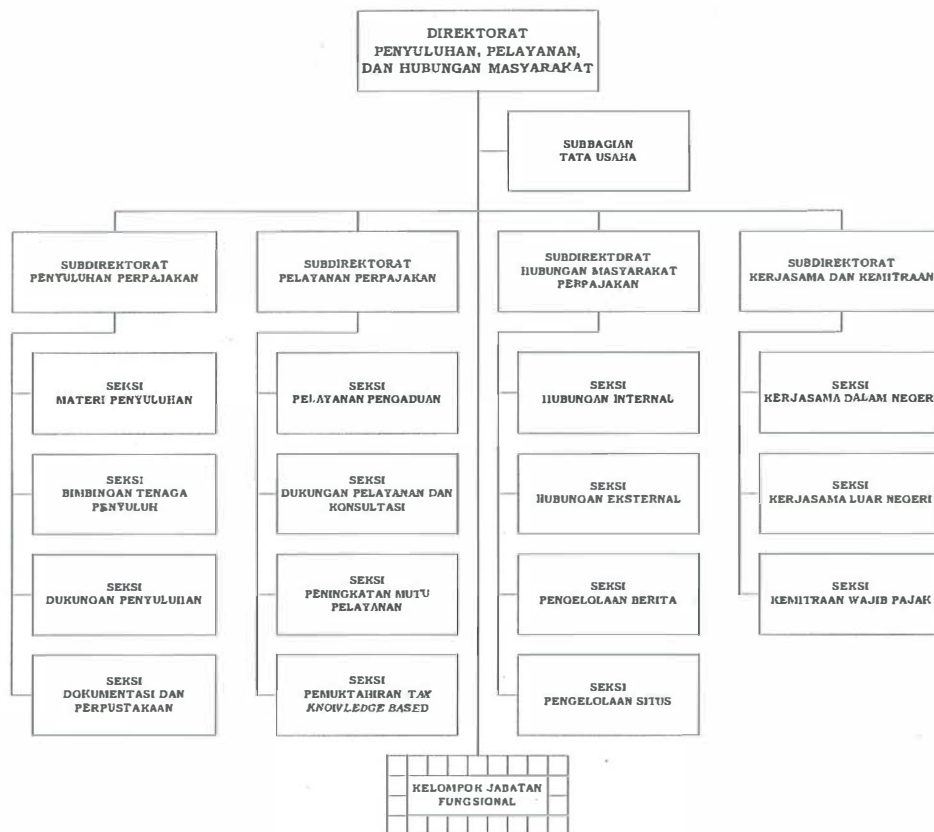 DIREKTORAT
PENYULUHAN, PELAYANAN,
DAN HUBUNGAN MASYARAKAT
SUBBAGIAN
TATA USAHA
SUBDIREKTORAT
PENYULUHAN PERPAJAKAN
SUBDIREKTORAT
PELAYANAN PERPAJAKAN
SUBDIREKTORAT
HUBUNGAN MASYARAKAT
PERPAJAKAN
SUBDIREKTORAT
KERJASAMA DAN KEMITRAAN
SEKSI
MATERI PENYULUHAN
SEKSI
PELAYANAN PENGADUAN
SEKSI
HUBUNGAN INTERNAL
SEKSI
KERJASAMA DALAM NEGERI
SEKSI
BIMBINGAN TENAGA
PENYULUH
SEKSI
DUKUNGAN PELAYANAN DAN
KONSULTASI
SEKSI
HUBUNGAN EKSTERNAL
SEKSI
KERJASAMA LUAR NEGERI
SEKSI
DUKUNGAN PENYULUHAN
SEKSI
PENINGKATAN MUTU
PELAYANAN
SEKSI
PENGELOLAAN BERITA
SEKSI
KEMITRAAN WAJIB PAJAK
SEKSI
DOKUMENTASI DAN
PERPUSTAKAAN
SEKSI
PEMUKTAHIRAN TAX
KNOWLEDGE BASED
SEKSI
PENGELOLAAN SITUS
KELOMPOK JABATAN
FUNGSIONAL